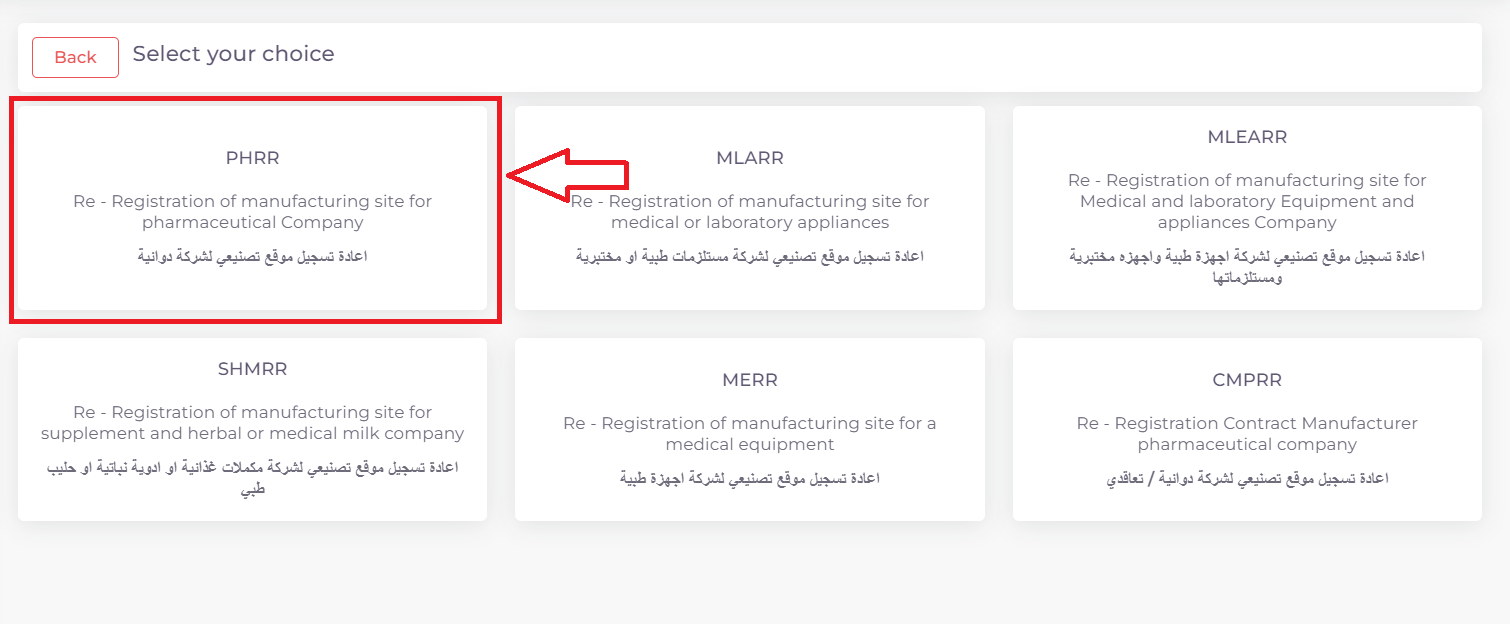 Back Select your choice
PHRR
Re - Registration of manufacturing site for
pharmaceutical Company
اعادة تسجيل موقع تصنيعي لشركة دوائية
MLARR
Re - Registration of manufacturing site for
medical or laboratory appliances
اعادة تسجيل موقع تصنيعي لشركة مستلزمات طبية او مختبرية
MLEARR
Re - Registration of manufacturing site for
Medical and laboratory Equipment and
appliances Company
اعادة تسجيل موقع تصنيعي لشركة اجهزة طبية واجهزه مختبرية
ومستلزماتها
SHMRR
Re - Registration of manufacturing site for
supplement and herbal or medical milk company
اعادة تسجيل موقع تصنيعي لشركة مكملات غذائية او ادوية نباتية او حليب
طبي
MERR
Re - Registration of manufacturing site for a
medical equipment
اعادة تسجيل موقع تصنيعي لشركة اجهزة طبية
CMPRR
Re - Registration Contract Manufacturer
pharmaceutical company
اعادة تسجيل موقع تصنيعي لشركة دوائية / تعاقدي